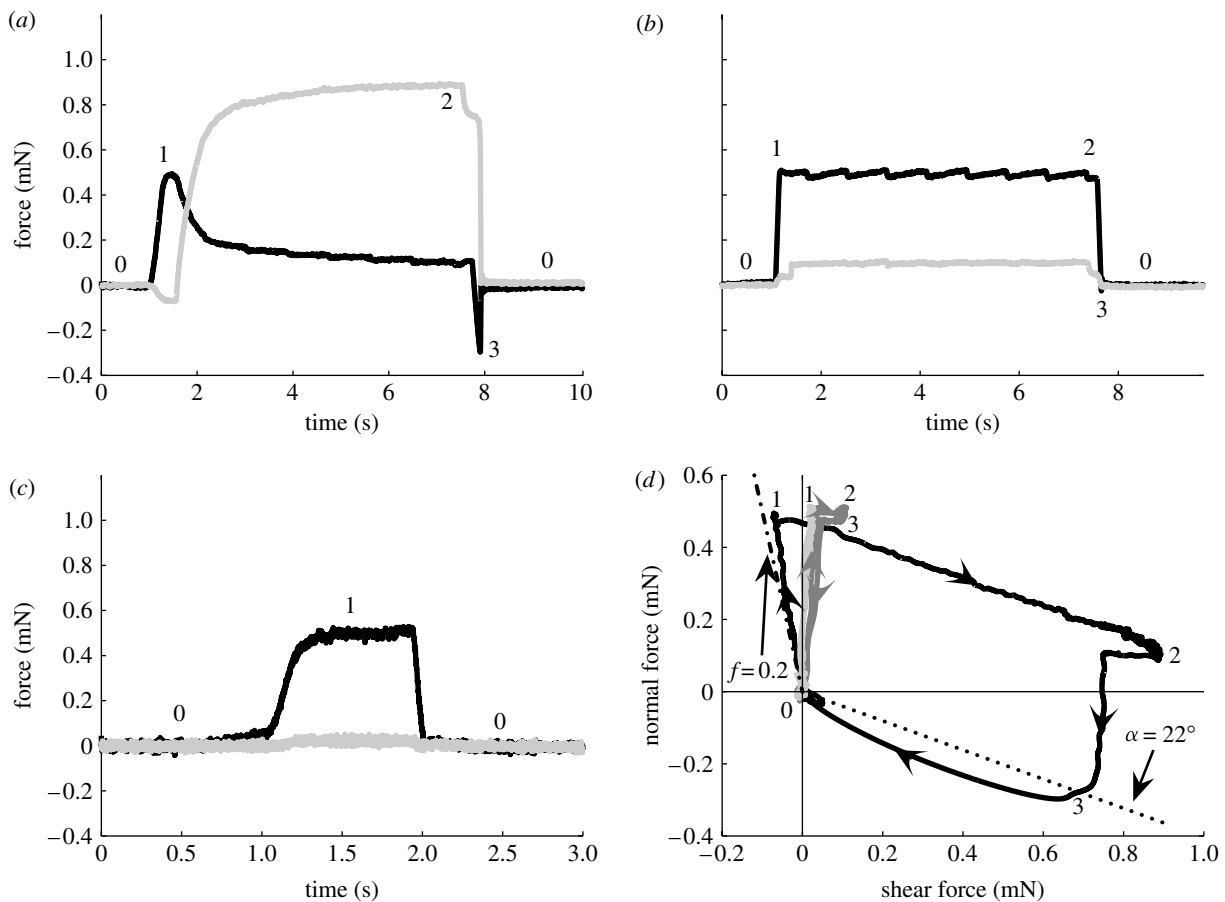 (a)
force (mN)
1.0
0.8
0.6
0.4
0.2
0
−0.2
−0.4
0
1
2
3
0
0 2 4 6 8 10
time (s)
(b)
0
1
2
3
0
0 2 4 6 8
time (s)
(c)
force (mN)
1.0
0.8
0.6
0.4
0.2
0
−0.2
−0.4
0
1
0
0 0.5 1.0 1.5 2.0 2.5 3.0
time (s)
(d)
normal force (mN)
0.6
0.4
0.2
0
−0.2
−0.4
1 1 2
3
f = 0.2
2
0
α = 22°
3
−0.2 0 0.2 0.4 0.6 0.8 1.0
shear force (mN)